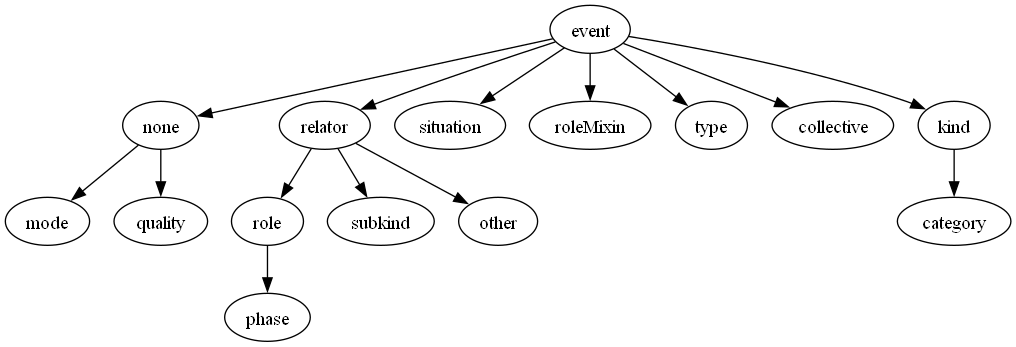 event
none
relator
situation
roleMixin
type
collective
kind
mode
quality
role
subkind
other
category
phase